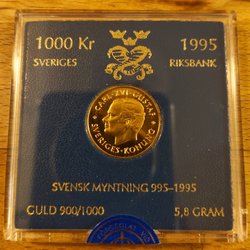 1000 Kr 1995
SVERIGES RIKSBANK
CARL·XVI·GUSTAF
SVERIGES·KONUNG
SVENSK MYNTNING 995-1995
GULD 900/1000 5,8 GRAM